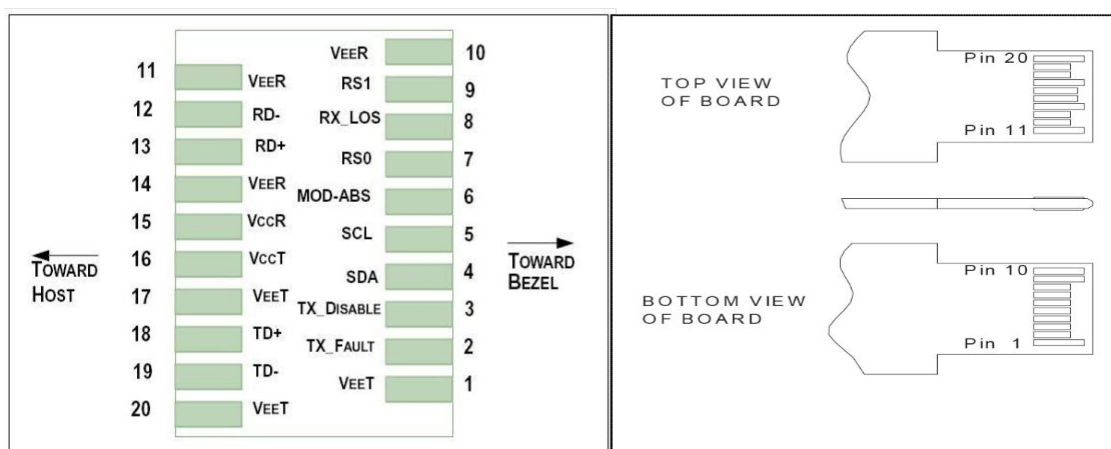 VEER 10
11 VEER RS1 9
12 RD- RX_LOS 8
13 RD+ RS0 7
14 VEER MOD-ABS 6
15 VCCR SCL 5
16 VCCT SDA 4
17 VEET TX_DISABLE 3
18 TD+ TX_FAULT 2
19 TD- VEET 1
20 VEET
TOWARD
HOST
TOWARD
BEZEL
TOP VIEW
OF BOARD
Pin 20
Pin 11
BOTTOM VIEW
OF BOARD
Pin 10
Pin 1